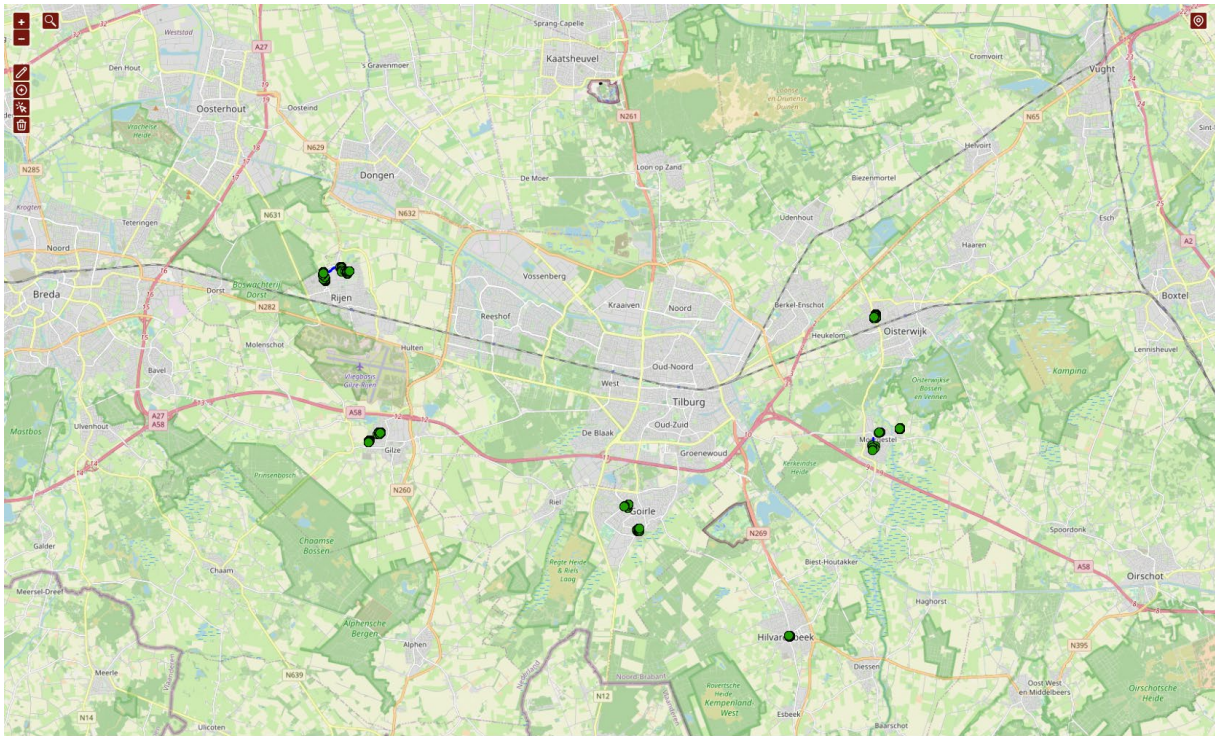 Sprang-Capelle
Weststad
A27
Den Hout
's Gravenmoer
Kaatsheuvel
Cromvoirt
Vught
Oosterhout
Oosteind
Loonse
en Drunense
Duinen
N65
N261
Vrachelse
Heide
N629
Helvoirt
N285
Dongen
De Moer
Loon op Zand
Biezenmortel
Krogten
Teteringen
N631
N632
Udenhout
Esch
A2
Haaren
Noord
Vossenberg
Breda
Dorst
Boswachterij
Dorst
Rijen
Kraaiven
Noord
Berkel-Enschot
Boxtel
N282
Reeshof
Heukelom
Oisterwijk
Molenschot
Hulten
Lennisheuvel
Bavel
Vliegbasis
Gilze-Rijen
Oud-Noord
West
Kampina
Oisterwijkse
Bossen
en Vennen
Tilburg
A58
A27
A58
Mastbos
Ulvenhout
Oud-Zuid
De Blaak
Gilze
Groenewoud
Kerkeindse
Heide
Prinsenbosch
N260
Riel
Goirle
Spoordonk
N269
Galder
Chaamse
Bossen
Biest-Houtakker
A58
Regte Heide
& Riels
Laag
Oirschot
Meersel-Dreef
Chaam
Haghorst
Alphensche
Bergen
Hilvarenbeek
Alphen
N395
Diessen
Meerle
N639
Noord-Brabant
Nederland
Vlaanderen
N12
Rovertsche
Heide
Kempenland-
West
Oost West
en Middelbeers
Oirschotsche
Heide
N14
Ulicoten
Esbeek
Baarschot